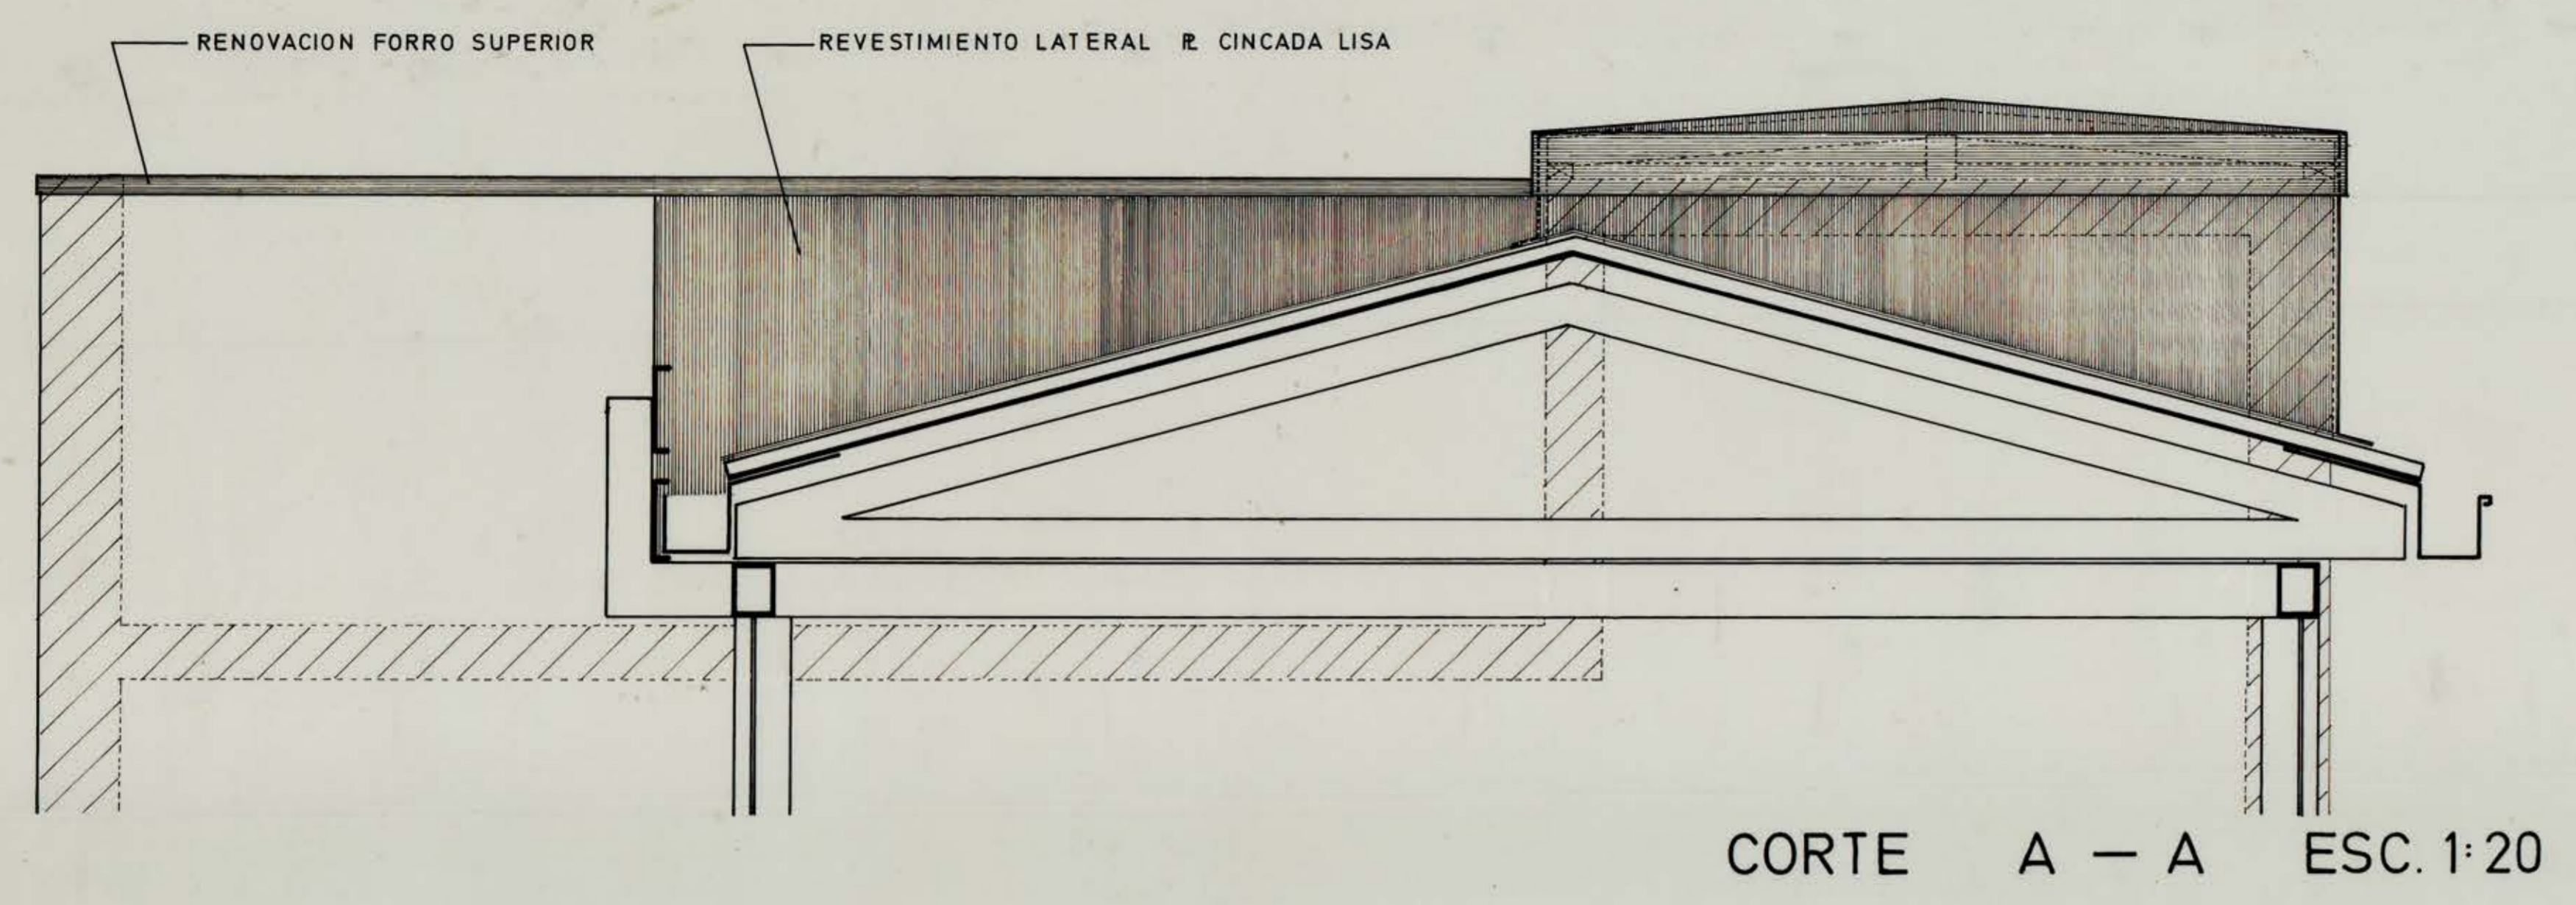 RENOVACION FORRO SUPERIOR
REVESTIMIENTO LATERAL PL CINCADA LISA
CORTE A — A ESC. 1:20